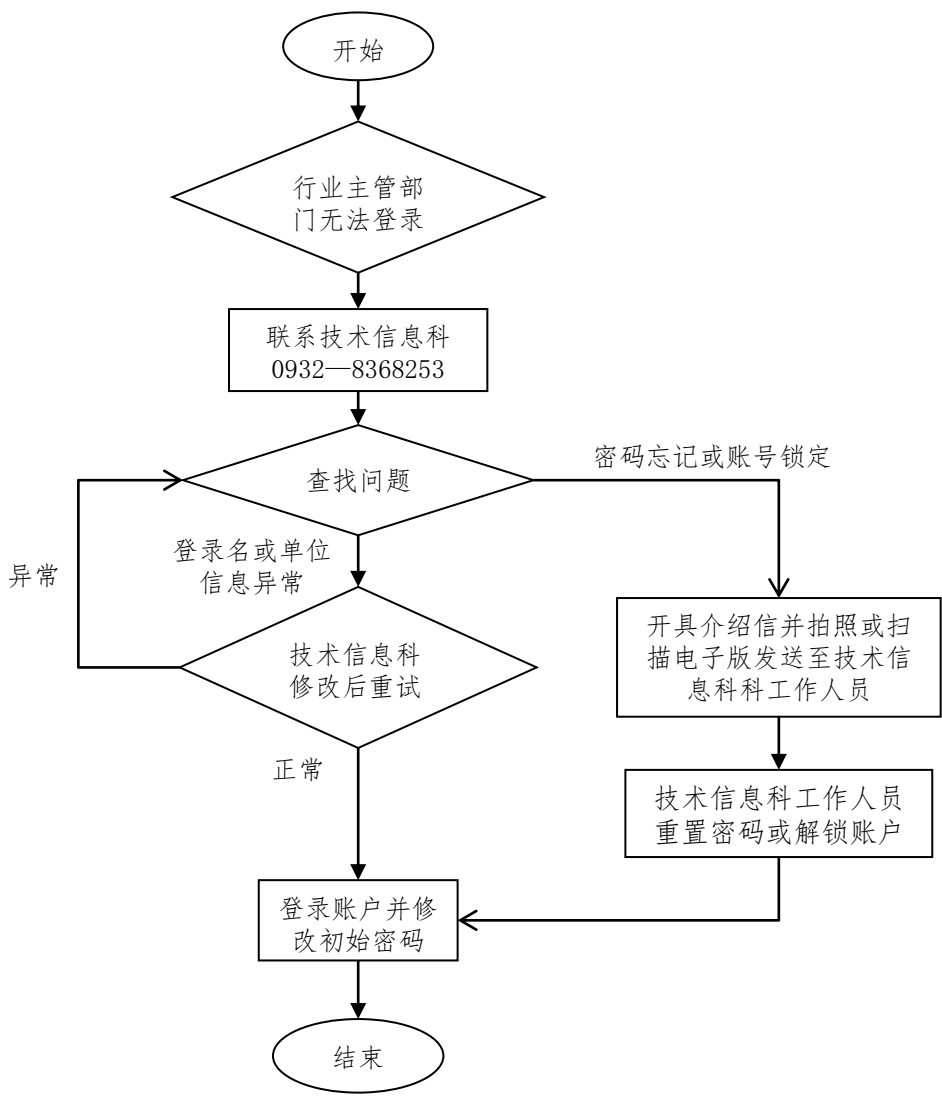 开始
行业主管部
门无法登录
联系技术信息科
0932—8368253
查找问题
密码忘记或账号锁定
登录名或单位
信息异常
异常
技术信息科
修改后重试
开具介绍信并拍照或扫
描电子版发送至技术信
息科科工作人员
正常
技术信息科工作人员
重置密码或解锁账户
登录账户并修
改初始密码
结束